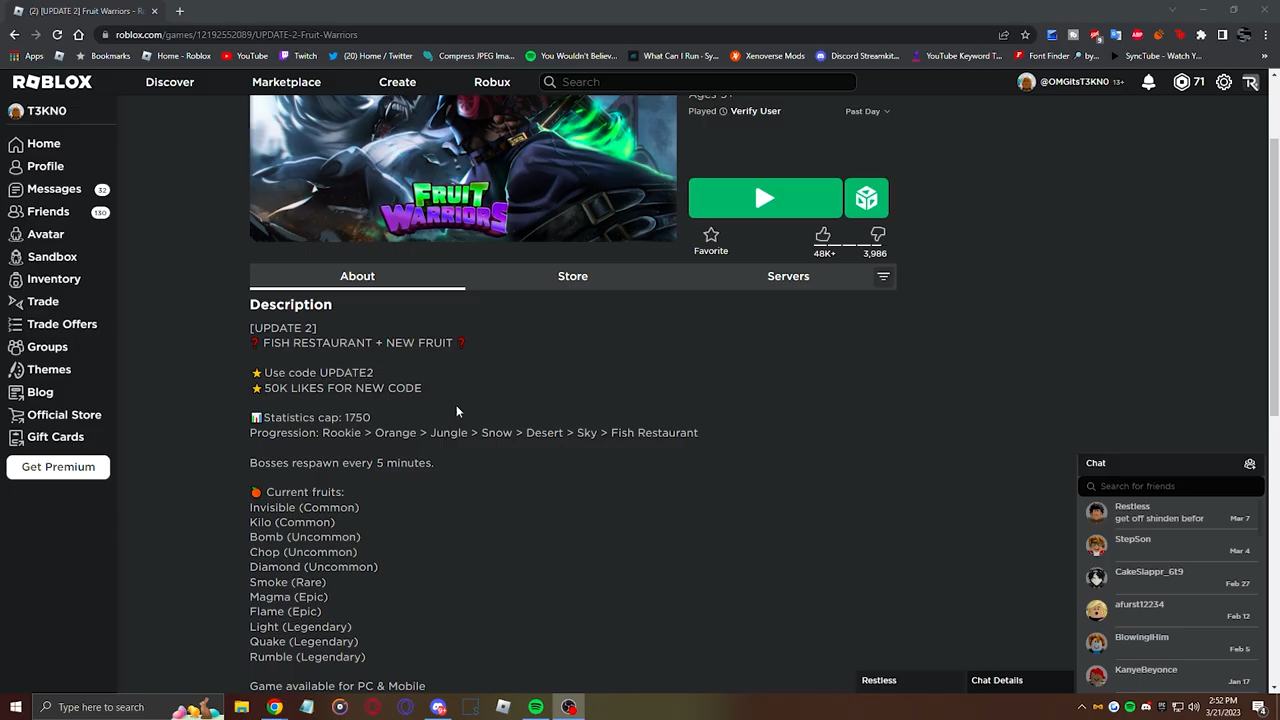 (2) [UPDATE 2] Fruit Warriors - Ro
roblox.com/games/12192552089/UPDATE-2-Fruit-Warriors
Apps Bookmarks Home - Roblox YouTube Twitch (20) Home / Twitter Compress JPEG Ima... You Wouldn't Believe... What Can I Run - Sy... Xenoverse Mods Discord Streamkit... YouTube Keyword T... Font Finder by... SyncTube - Watch Y...
ROBLOX Discover Marketplace Create Robux Search @OMGitsT3KN0 13+ 71
T3KN0
Home
Profile
Messages 32
Friends 130
Avatar
Sandbox
Inventory
Trade
Trade Offers
Groups
Themes
Blog
Official Store
Gift Cards
Get Premium
FRUIT
WARRIORS
Played Verify User Past Day
Favorite 48K+ 3,986
About Store Servers
Description
[UPDATE 2]
❓ FISH RESTAURANT + NEW FRUIT ❓
⭐Use code UPDATE2
⭐50K LIKES FOR NEW CODE
📊Statistics cap: 1750
Progression: Rookie > Orange > Jungle > Snow > Desert > Sky > Fish Restaurant
Bosses respawn every 5 minutes.
🍊 Current fruits:
Invisible (Common)
Kilo (Common)
Bomb (Uncommon)
Chop (Uncommon)
Diamond (Uncommon)
Smoke (Rare)
Magma (Epic)
Flame (Epic)
Light (Legendary)
Quake (Legendary)
Rumble (Legendary)
Game available for PC & Mobile
Chat
Search for friends
Restless
get off shinden befor Mar 7
StepSon
Mar 4
CakeSlappr_6t9
Feb 27
afurst12234
Feb 12
BlowingIHim
Feb 5
KanyeBeyonce
Jan 17
Restless Chat Details
Type here to search
2:52 PM
3/21/2023